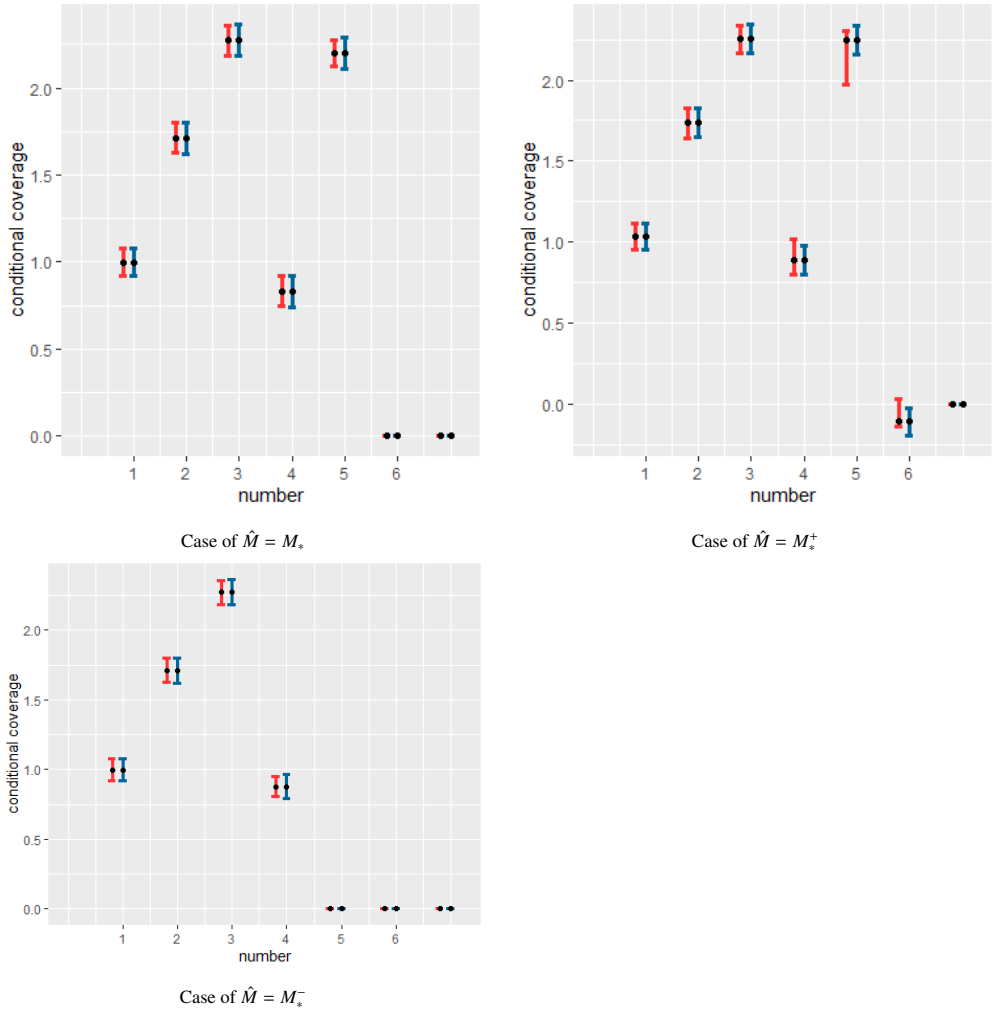 conditional coverage
2.0
1.5
1.0
0.5
0.0
1 2 3 4 5 6
number
Case of M̂ = M∗
conditional coverage
2.0
1.5
1.0
0.5
0.0
1 2 3 4 5 6
number
Case of M̂ = M∗⁺
conditional coverage
2.0
1.5
1.0
0.5
0.0
1 2 3 4 5 6
number
Case of M̂ = M∗⁻